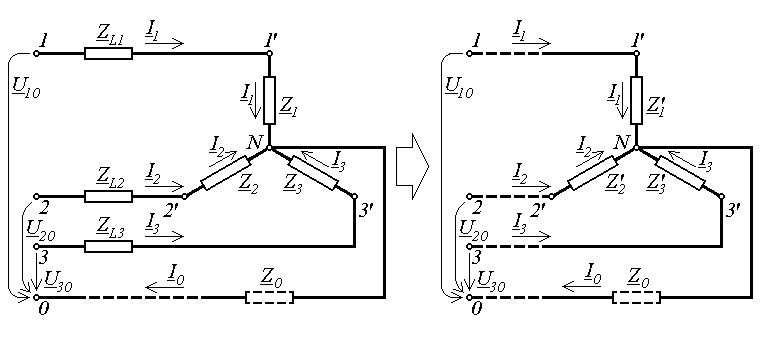 1 Z_L1 I_1 1'
U_10 I_1 Z_1
N
I_2 I_3
I_2 Z_2 Z_3
2 Z_L2 2' 3'
U_20 I_3
3 Z_L3
U_30 I_0 Z_0
0
1 I_1 1'
U_10 I_1 Z'_1
N
I_2 I_3
I_2 Z'_2 Z'_3
2 2' 3'
U_20 I_3
3
U_30 I_0 Z_0
0